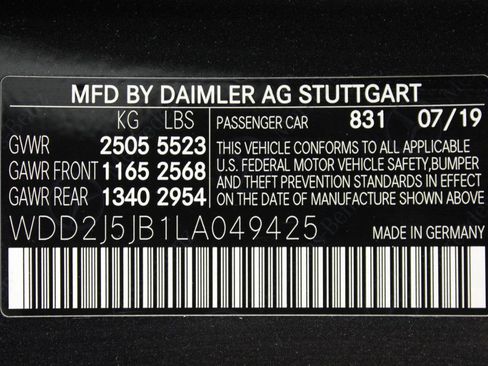 MFD BY DAIMLER AG STUTTGART
KG LBS
GVWR 2505 5523
GAWR FRONT 1165 2568
GAWR REAR 1340 2954
PASSENGER CAR 831 07/19
THIS VEHICLE CONFORMS TO ALL APPLICABLE
U.S. FEDERAL MOTOR VEHICLE SAFETY, BUMPER
AND THEFT PREVENTION STANDARDS IN EFFECT
ON THE DATE OF MANUFACTURE SHOWN ABOVE
WDD2J5JB1LA049425 MADE IN GERMANY